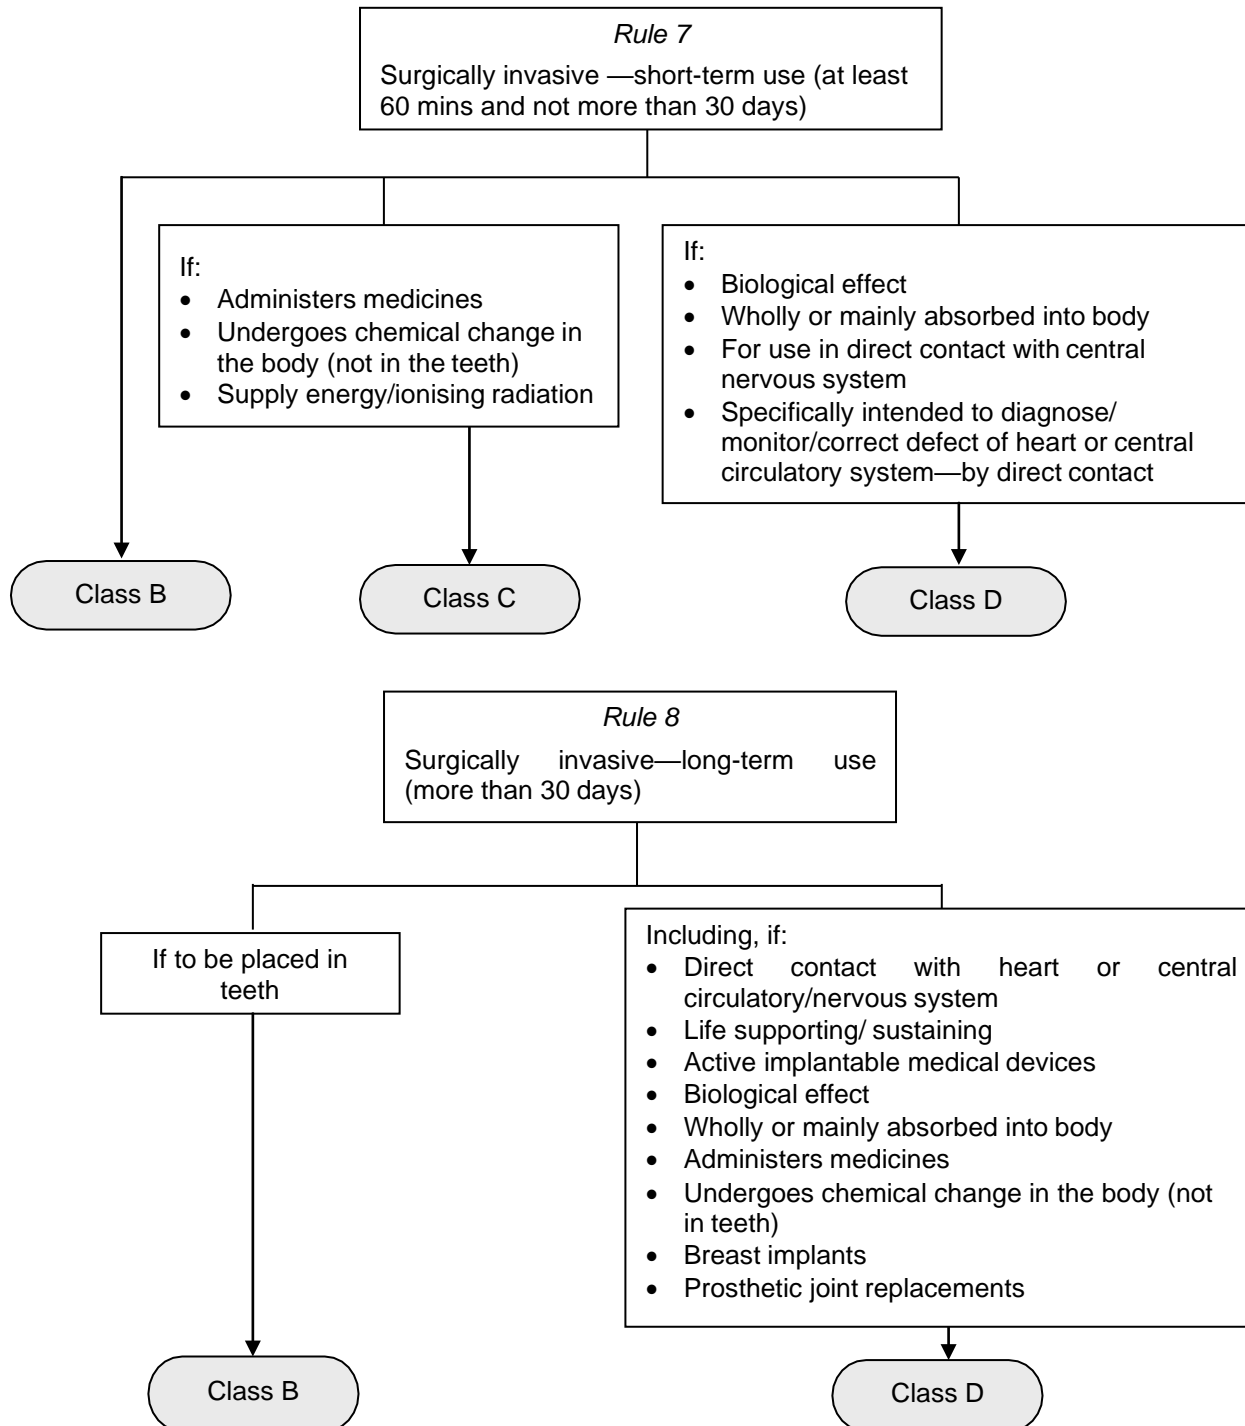 Rule 7
Surgically invasive —short-term use (at least
60 mins and not more than 30 days)
If:
• Administers medicines
• Undergoes chemical change in
the body (not in the teeth)
• Supply energy/ionising radiation
If:
• Biological effect
• Wholly or mainly absorbed into body
• For use in direct contact with central
nervous system
• Specifically intended to diagnose/
monitor/correct defect of heart or central
circulatory system—by direct contact
Class B
Class C
Class D
Rule 8
Surgically invasive—long-term use
(more than 30 days)
If to be placed in
teeth
Including, if:
• Direct contact with heart or central
circulatory/nervous system
• Life supporting/ sustaining
• Active implantable medical devices
• Biological effect
• Wholly or mainly absorbed into body
• Administers medicines
• Undergoes chemical change in the body (not
in teeth)
• Breast implants
• Prosthetic joint replacements
Class B
Class D